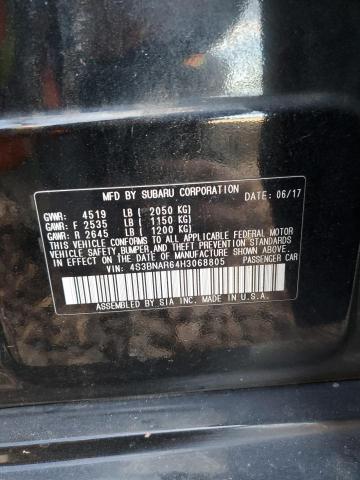 MFD BY SUBARU CORPORATION DATE: 06/17
GVWR: 4519 LB ( 2050 KG)
GAWR: F 2535 LB ( 1150 KG)
GAWR: R 2645 LB ( 1200 KG)
THIS VEHICLE CONFORMS TO ALL APPLICABLE FEDERAL MOTOR
VEHICLE SAFETY, BUMPER, AND THEFT PREVENTION STANDARDS
IN EFFECT ON THE DATE OF MANUFACTURE SHOWN ABOVE.
VIN: 4S3BNAR64H3068805 PASSENGER CAR
ASSEMBLED BY SIA INC. MADE IN U.S.A.